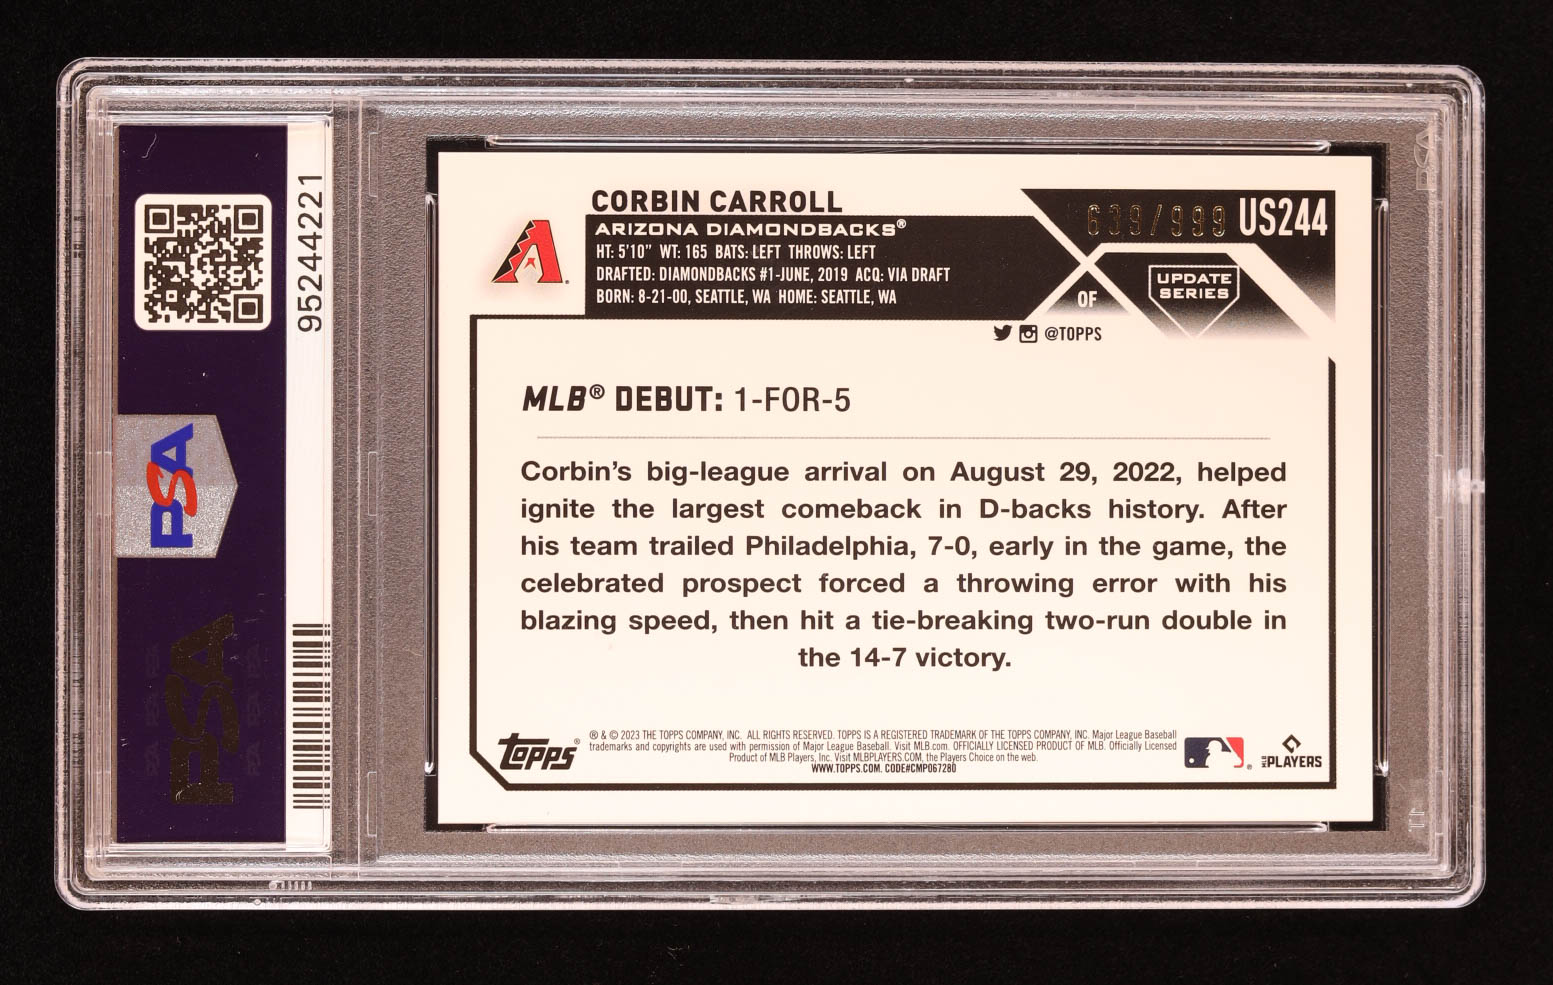 95244221
PSA
PSA
CORBIN CARROLL
ARIZONA DIAMONDBACKS®
HT: 5'10" WT: 165 BATS: LEFT THROWS: LEFT
DRAFTED: DIAMONDBACKS #1-JUNE, 2019 ACQ: VIA DRAFT
BORN: 8-21-00, SEATTLE, WA HOME: SEATTLE, WA
639/999
US244
OF
UPDATE
SERIES
@TOPPS
MLB® DEBUT: 1-FOR-5
Corbin's big-league arrival on August 29, 2022, helped
ignite the largest comeback in D-backs history. After
his team trailed Philadelphia, 7-0, early in the game, the
celebrated prospect forced a throwing error with his
blazing speed, then hit a tie-breaking two-run double in
the 14-7 victory.
Topps®
® & © 2023 THE TOPPS COMPANY, INC. ALL RIGHTS RESERVED. TOPPS IS A REGISTERED TRADEMARK OF THE TOPPS COMPANY, INC. Major League Baseball
trademarks and copyrights are used with permission of Major League Baseball. Visit MLB.com. OFFICIALLY LICENSED PRODUCT OF MLB. Officially Licensed
Product of MLB Players, Inc. Visit MLBPLAYERS.COM, the Players Choice on the web.
WWW.TOPPS.COM. CODE#CMP067280
MLB PLAYERS